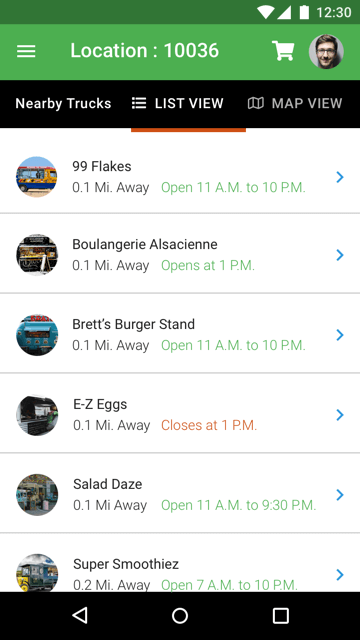 12:30
Location : 10036
Nearby Trucks LIST VIEW MAP VIEW
99 Flakes
0.1 Mi. Away Open 11 A.M. to 10 P.M.
Boulangerie Alsacienne
0.1 Mi. Away Opens at 1 P.M.
Brett’s Burger Stand
0.1 Mi. Away Open 11 A.M. to 10 P.M.
E-Z Eggs
0.1 Mi. Away Closes at 1 P.M.
Salad Daze
0.1 Mi Away Open 11 A.M. to 9:30 P.M.
Super Smoothiez
0.2 Mi. Away Open 7 A.M. to 10 P.M.